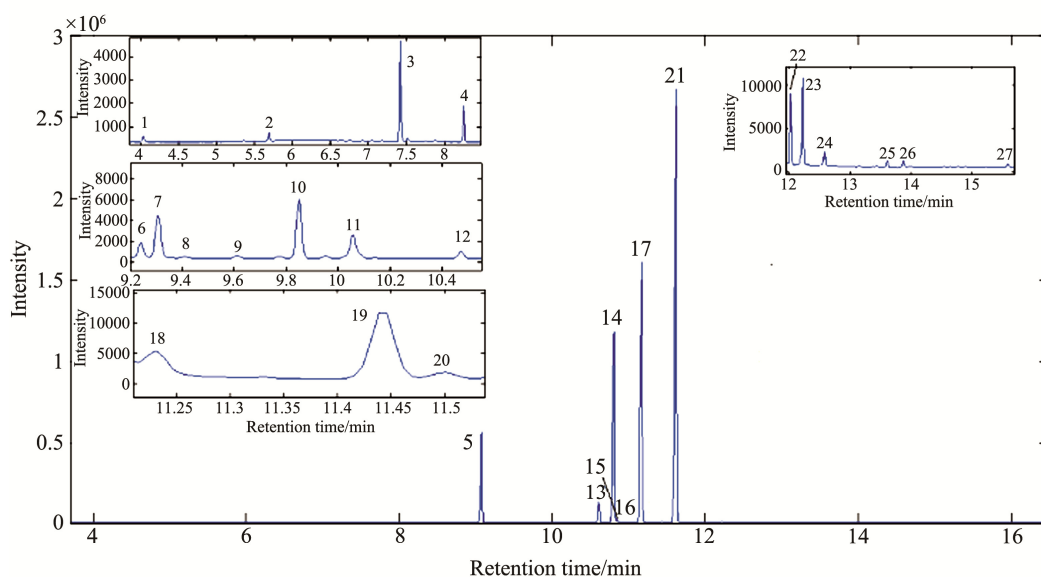 ×10⁶
3
2.5
2
1.5
1
0.5
0
Intensity
4 6 8 10 12 14 16
Retention time/min
5 13 14 15 16 17 21
4000
3000
2000
1000
Intensity
1 2 3 4
4 4.5 5 5.5 6 6.5 7 7.5 8
8000
6000
4000
2000
0
Intensity
6 7 8 9 10 11 12
9.2 9.4 9.6 9.8 10 10.2 10.4
15000
10000
5000
0
Intensity
18 19 20
11.25 11.3 11.35 11.4 11.45 11.5
Retention time/min
10000
5000
0
Intensity
22 23 24 25 26 27
12 13 14 15
Retention time/min